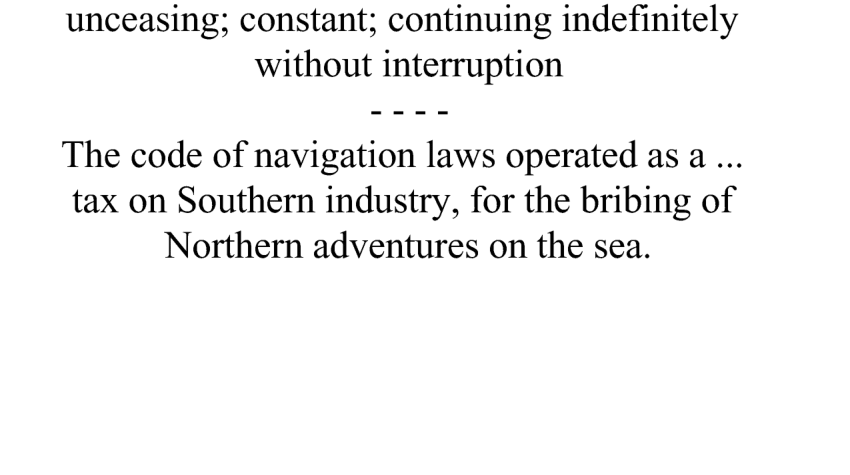 unceasing; constant; continuing indefinitely
without interruption
- - - -
The code of navigation laws operated as a ...
tax on Southern industry, for the bribing of
Northern adventures on the sea.